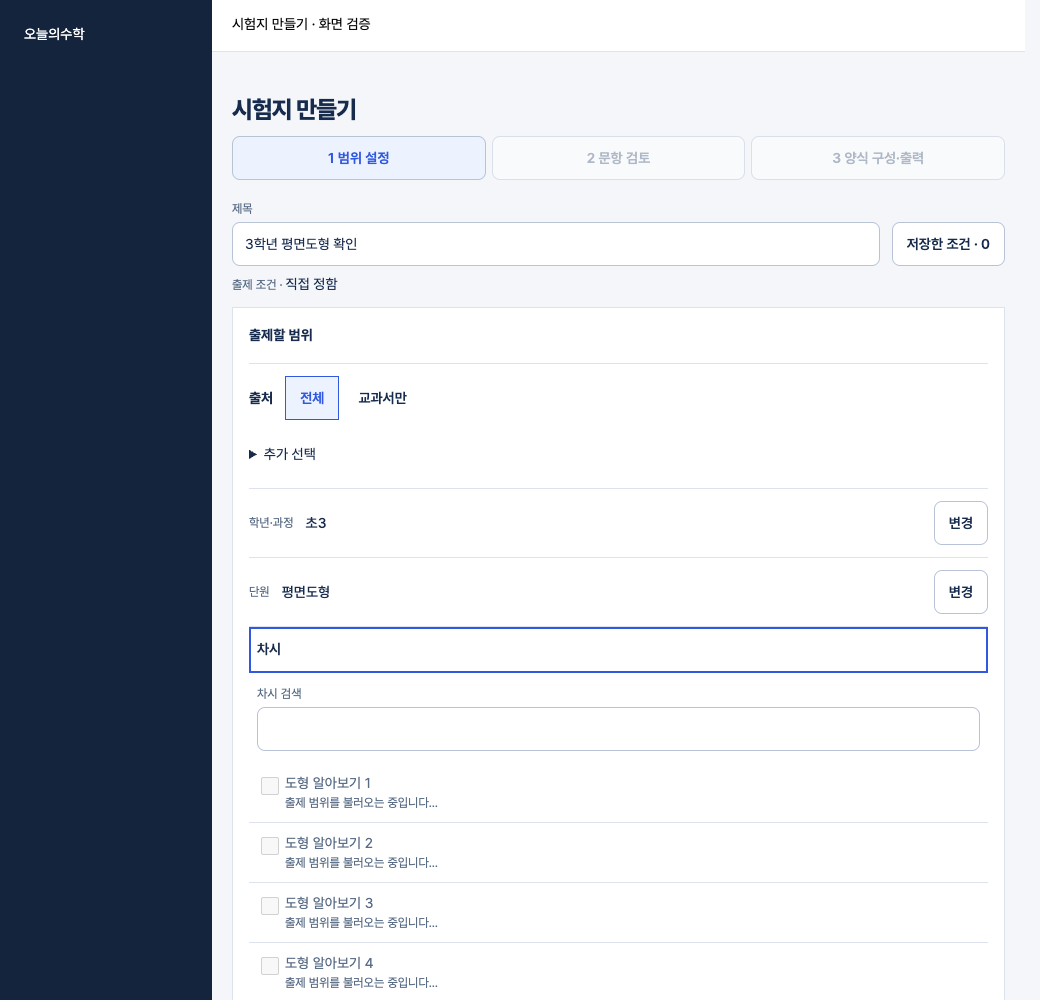 오늘의수학
시험지 만들기 · 화면 검증
시험지 만들기
1 범위 설정
2 문항 검토
3 양식 구성·출력
제목
3학년 평면도형 확인
저장한 조건 · 0
출제 조건 · 직접 정함
출제할 범위
출처
전체
교과서만
▶ 추가 선택
학년·과정 초3
변경
단원 평면도형
변경
차시
차시 검색
도형 알아보기 1
출제 범위를 불러오는 중입니다…
도형 알아보기 2
출제 범위를 불러오는 중입니다…
도형 알아보기 3
출제 범위를 불러오는 중입니다…
도형 알아보기 4
출제 범위를 불러오는 중입니다…